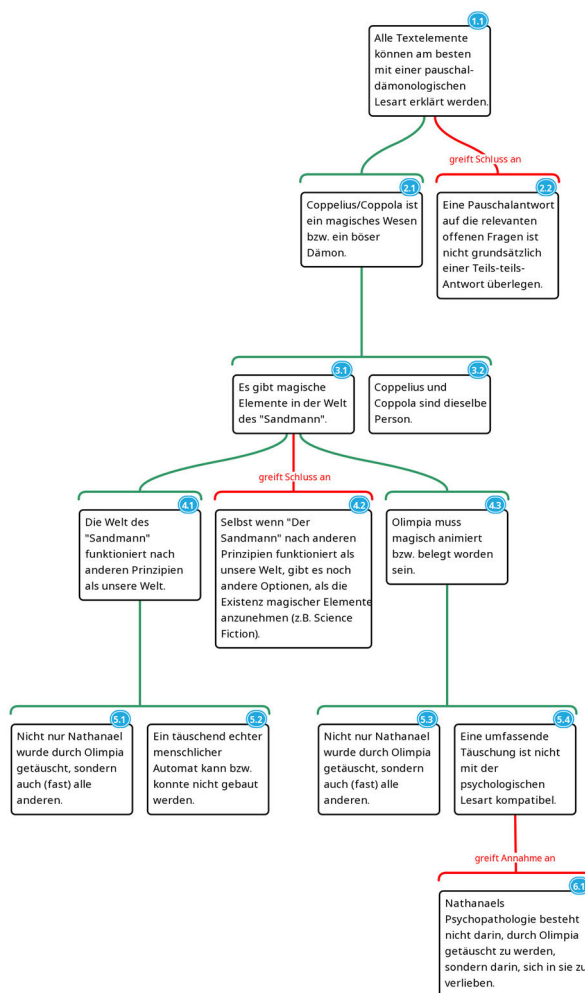 1.1
Alle Textelemente
können am besten
mit einer pauschal-
dämonologischen
Lesart erklärt werden.
greift Schluss an
2.1
Coppelius/Coppola ist
ein magisches Wesen
bzw. ein böser
Dämon.
2.2
Eine Pauschalantwort
auf die relevanten
offenen Fragen ist
nicht grundsätzlich
einer Teils-teils-
Antwort überlegen.
3.1
Es gibt magische
Elemente in der Welt
des "Sandmann".
3.2
Coppelius und
Coppola sind dieselbe
Person.
greift Schluss an
4.1
Die Welt des
"Sandmann"
funktioniert nach
anderen Prinzipien
als unsere Welt.
4.2
Selbst wenn "Der
Sandmann" nach anderen
Prinzipien funktioniert als
unsere Welt, gibt es noch
andere Optionen, als die
Existenz magischer Elemente
anzunehmen (z.B. Science
Fiction).
4.3
Olimpia muss
magisch animiert
bzw. belegt worden
sein.
5.1
Nicht nur Nathanael
wurde durch Olimpia
getäuscht, sondern
auch (fast) alle
anderen.
5.2
Ein täuschend echter
menschlicher
Automat kann bzw.
konnte nicht gebaut
werden.
5.3
Nicht nur Nathanael
wurde durch Olimpia
getäuscht, sondern
auch (fast) alle
anderen.
5.4
Eine umfassende
Täuschung ist nicht
mit der
psychologischen
Lesart kompatibel.
greift Annahme an
6.1
Nathanaels
Psychopathologie besteht
nicht darin, durch Olimpia
getäuscht zu werden,
sondern darin, sich in sie zu
verlieben.